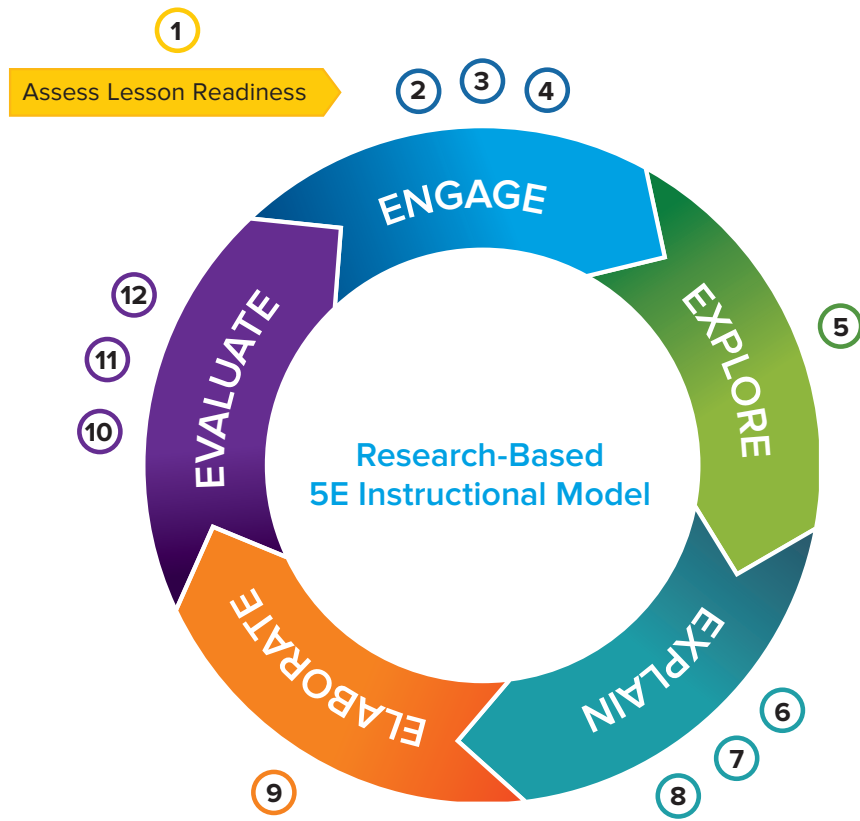 1
Assess Lesson Readiness
2
3
4
ENGAGE
5
EXPLORE
6
7
8
EXPLAIN
9
ELABORATE
10
11
12
EVALUATE
Research-Based
5E Instructional Model